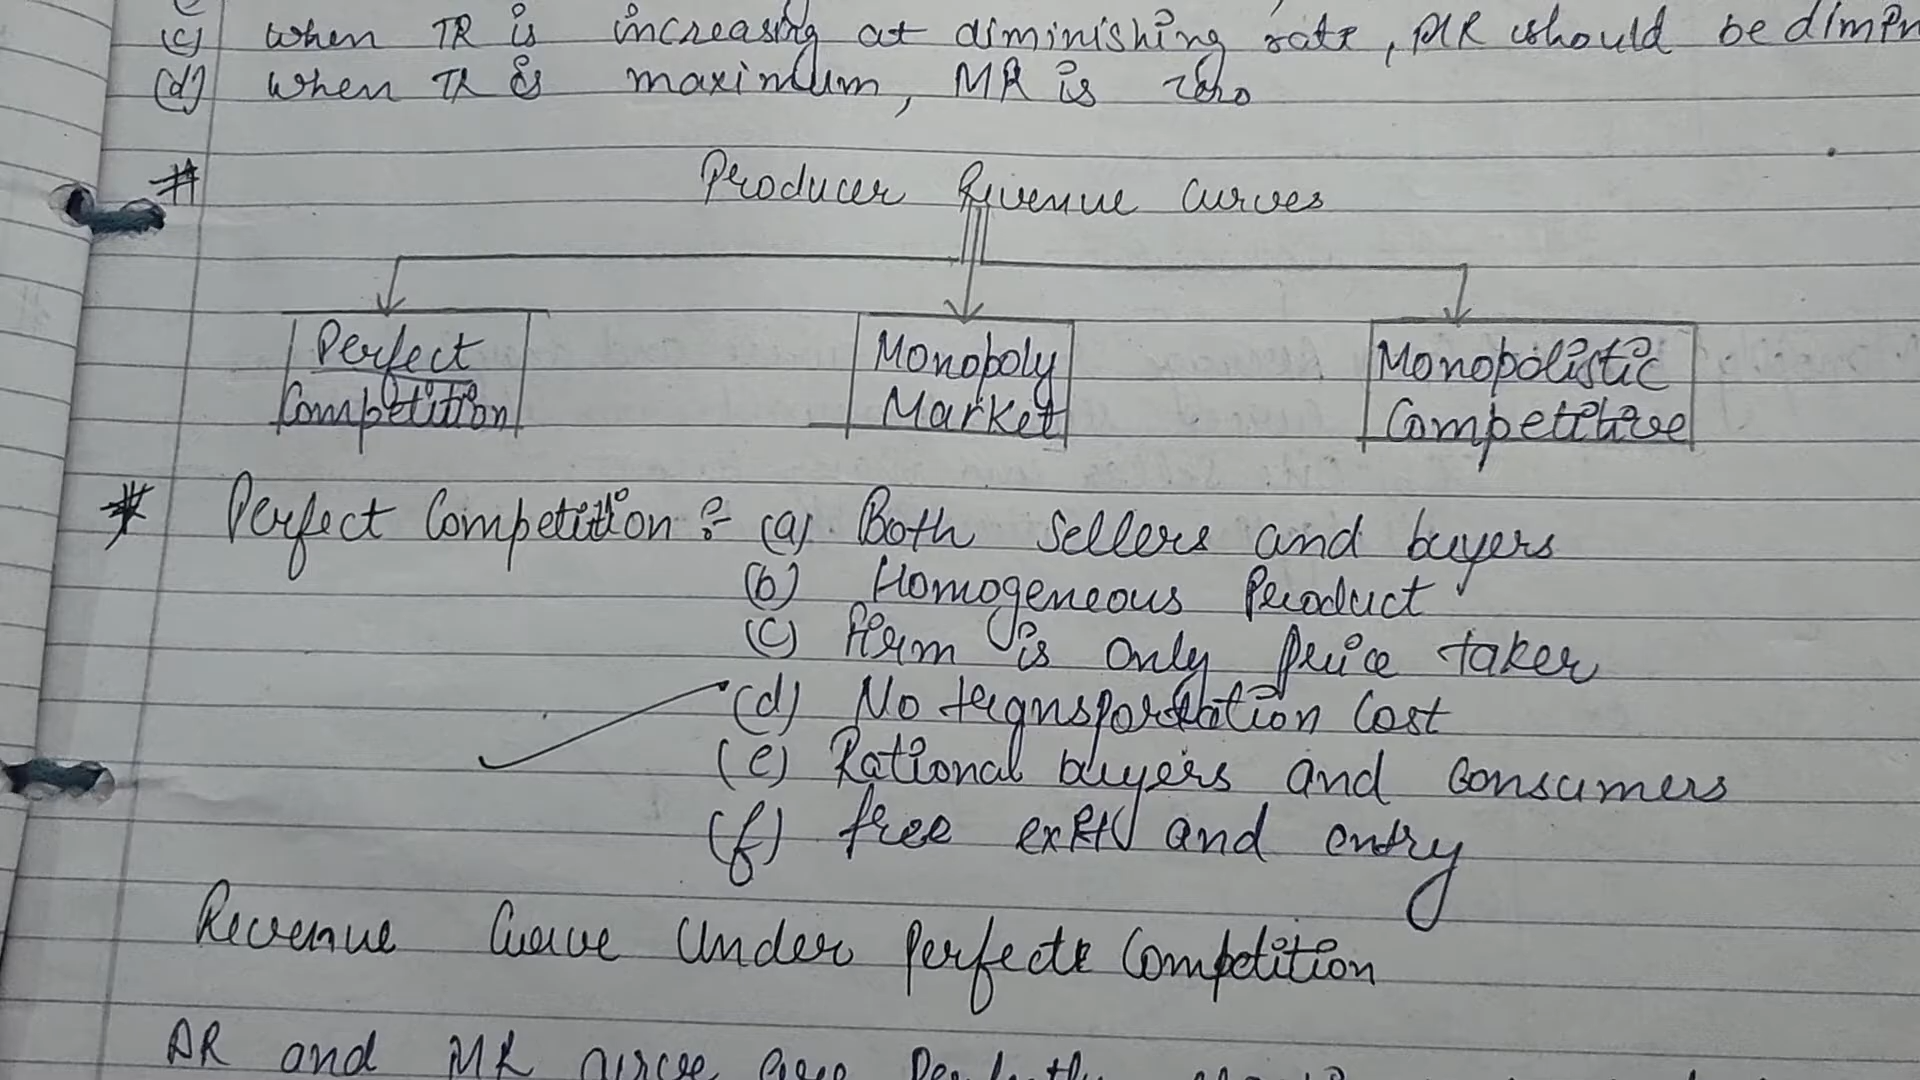 (c) when TR is increasing at diminishing rate, MR should be dimin
(d) when TR is maximum, MR is zero
# Producer Revenue Curves
Perfect Competition
Monopoly Market
Monopolistic Competitive
* Perfect Competition :- (a) Both sellers and buyers
(b) Homogeneous Product
(c) Firm is only price taker
(d) No transportation Cost
(e) Rational buyers and consumers
(f) free exit and entry
Revenue Curve Under Perfect Competition
AR and MR curve are